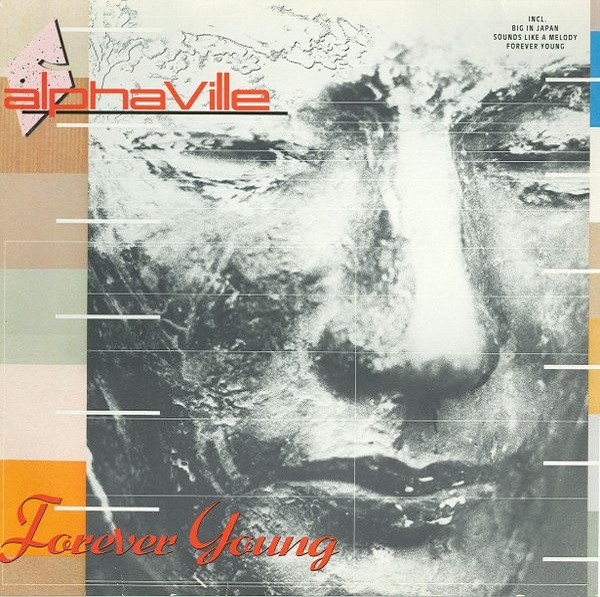 INCL.
BIG IN JAPAN
SOUNDS LIKE A MELODY
FOREVER YOUNG
alphaville
Forever Young